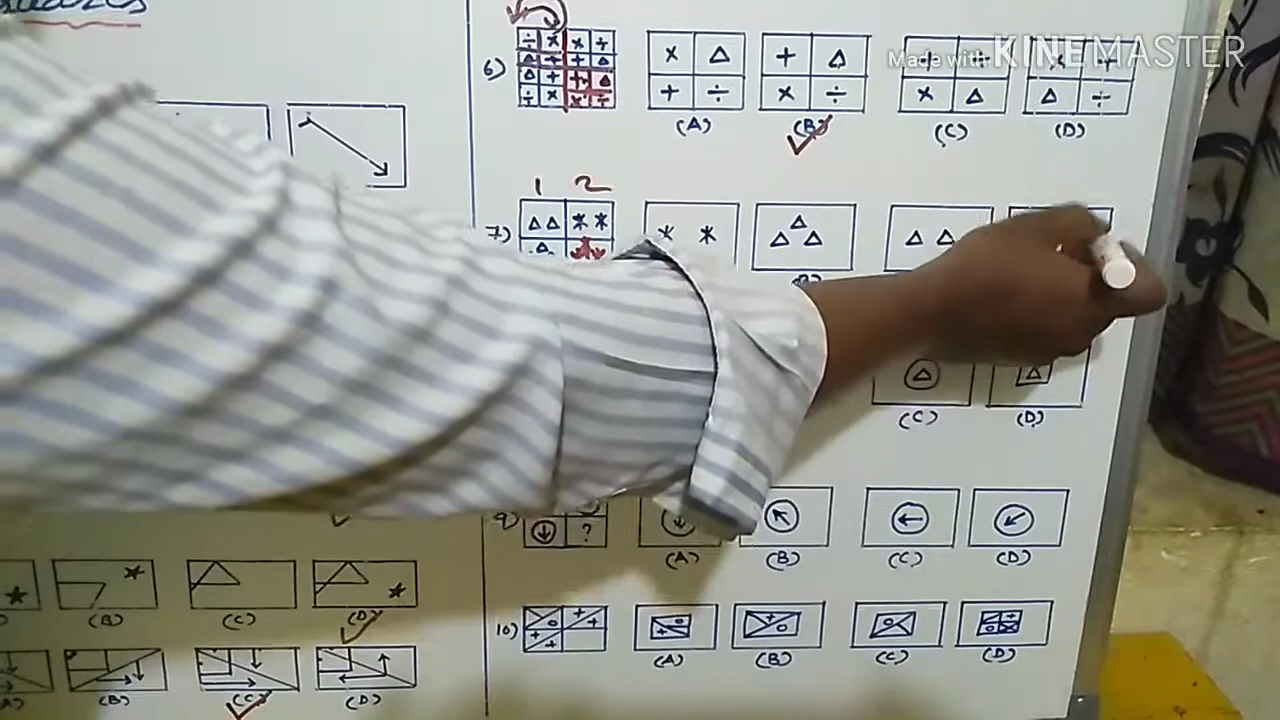 Made with KINEMASTER
6)
÷ × × ÷
△ + + △
△ + + △
÷ × × ÷
× △
+ ÷
(A)
+ △
× ÷
(B)
+ ÷
× △
(C)
× +
△ ÷
(D)
1 2
7)
(C)
(D)
9)
?
(A)
(B)
(C)
(D)
10)
(A)
(B)
(C)
(D)
(B)
(C)
(D)
(B)
(C)
(D)